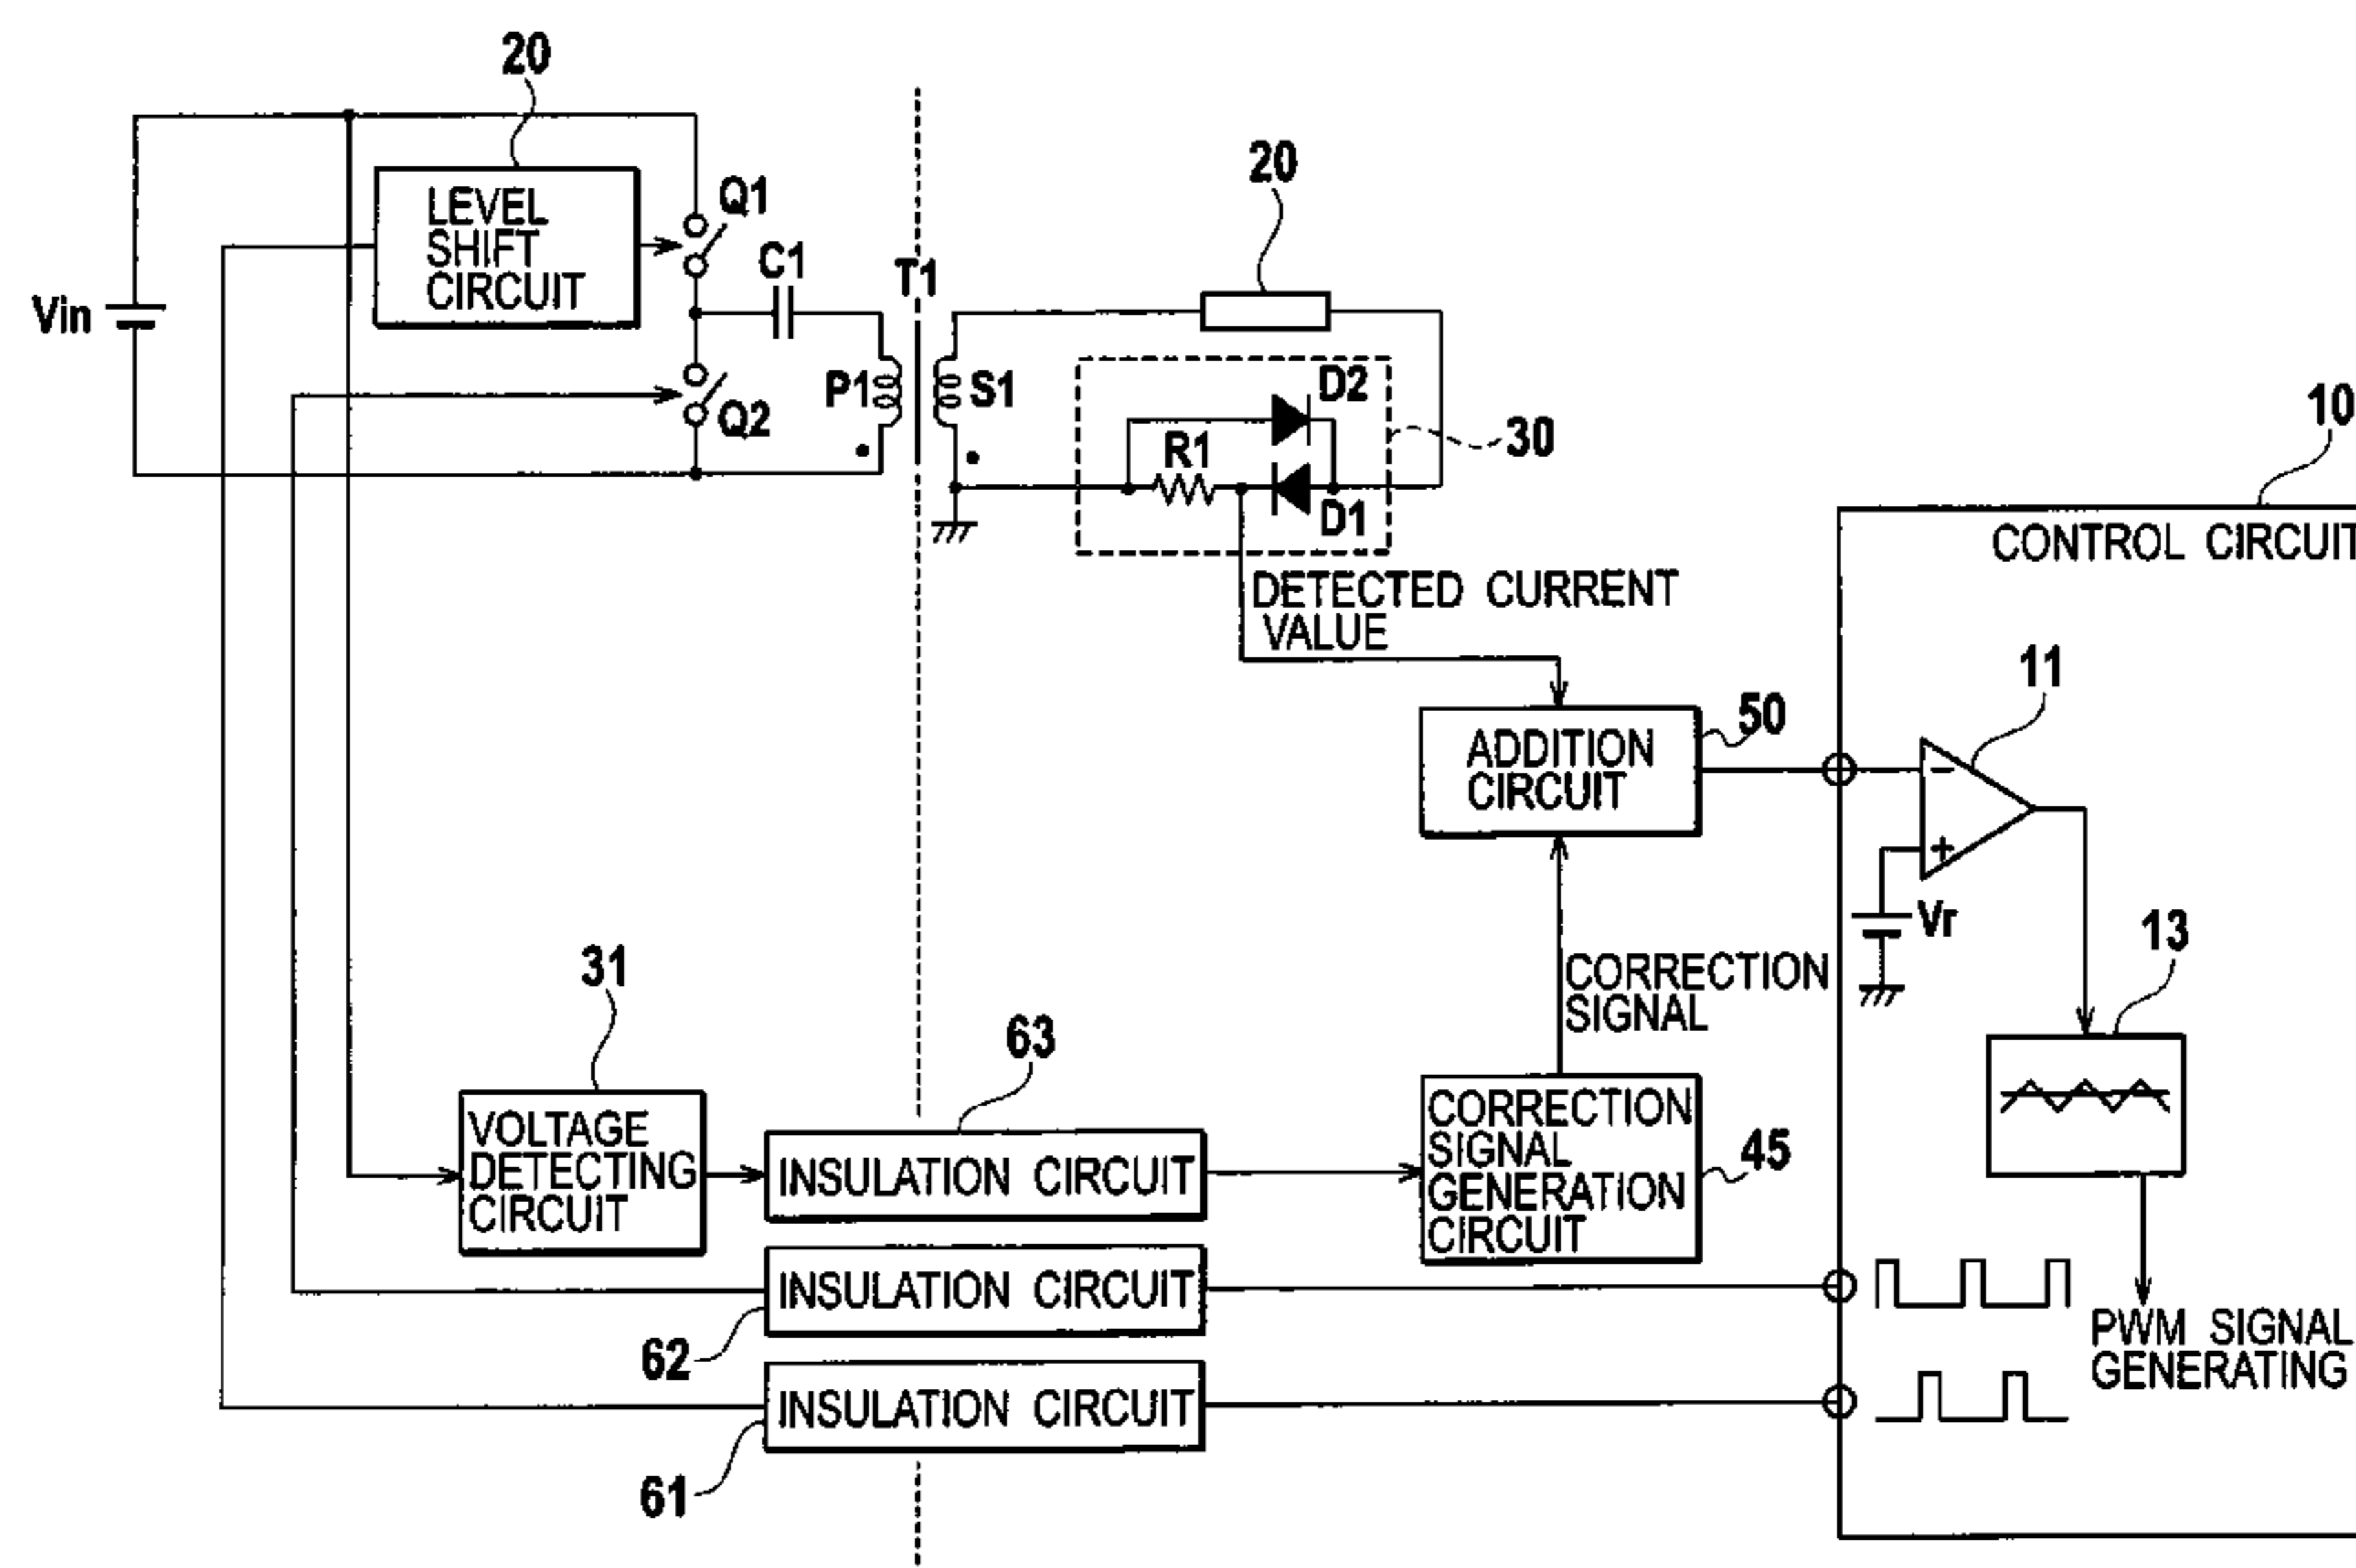 20
LEVEL
SHIFT
CIRCUIT
Q1
C1
T1
20
Vin
Q2
P1
S1
D2
R1
30
D1
10
CONTROL CIRCUIT
DETECTED CURRENT
VALUE
11
50
ADDITION
CIRCUIT
−
+
Vr
13
CORRECTION
SIGNAL
31
63
VOLTAGE
DETECTING
CIRCUIT
INSULATION CIRCUIT
CORRECTION
SIGNAL
GENERATION
CIRCUIT
45
INSULATION CIRCUIT
62
PWM SIGNAL
GENERATING
INSULATION CIRCUIT
61